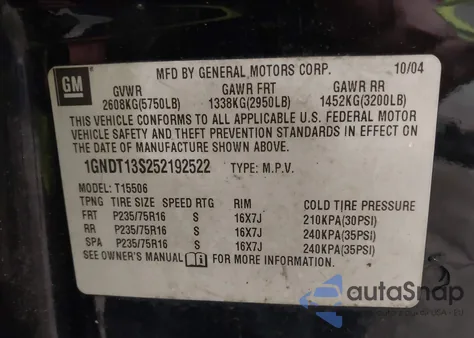 GM
MFD BY GENERAL MOTORS CORP. 10/04
GVWR GAWR FRT GAWR RR
2608KG(5750LB) 1338KG(2950LB) 1452KG(3200LB)
THIS VEHICLE CONFORMS TO ALL APPLICABLE U.S. FEDERAL MOTOR
VEHICLE SAFETY AND THEFT PREVENTION STANDARDS IN EFFECT ON
THE DATE OF MANUFACTURE SHOWN ABOVE.
1GNDT13S252192522 TYPE: M.P.V.
MODEL: T15506
TPNG TIRE SIZE SPEED RTG RIM COLD TIRE PRESSURE
FRT P235/75R16 S 16X7J 210KPA(30PSI)
RR P235/75R16 S 16X7J 240KPA(35PSI)
SPA P235/75R16 S 16X7J 240KPA(35PSI)
SEE OWNER'S MANUAL FOR MORE INFORMATION.
autoSnap